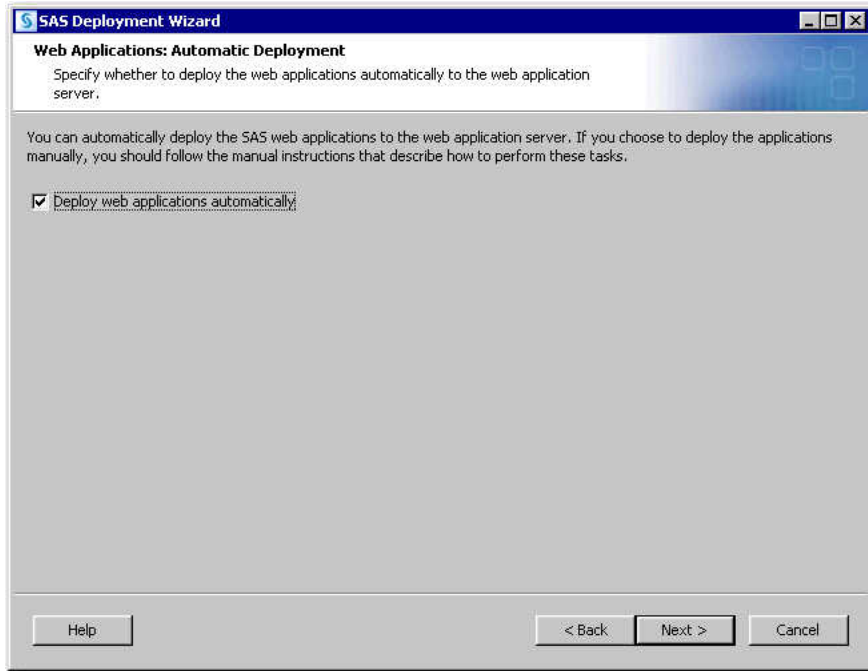 SAS Deployment Wizard
Web Applications: Automatic Deployment
Specify whether to deploy the web applications automatically to the web application
server.
You can automatically deploy the SAS web applications to the web application server. If you choose to deploy the applications
manually, you should follow the manual instructions that describe how to perform these tasks.
Deploy web applications automatically
Help
< Back
Next >
Cancel